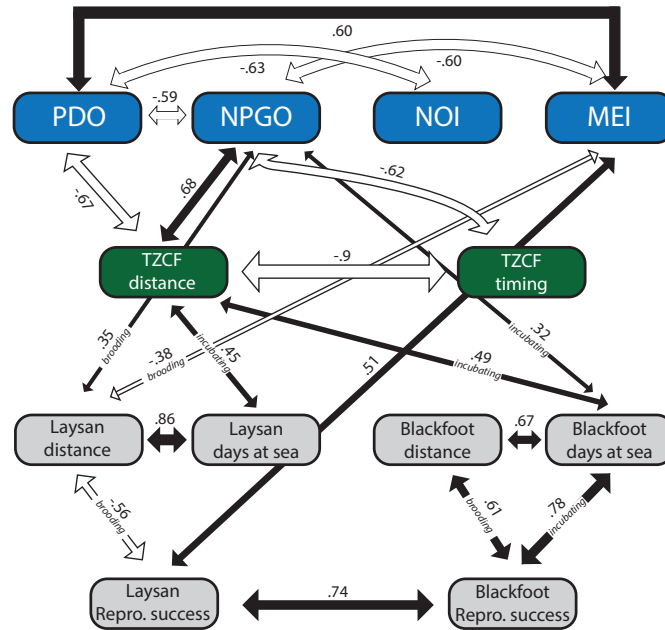 .60
-.63
-.60
PDO
-.59
NPGO
NOI
MEI
-.67
.68
-.62
TZCF
distance
-.9
TZCF
timing
.35
brooding
-.38
brooding
.45
incubating
.51
.49
incubating
.32
incubating
Laysan
distance
.86
Laysan
days at sea
Blackfoot
distance
.67
Blackfoot
days at sea
-.56
brooding
.61
brooding
.78
incubating
Laysan
Repro. success
.74
Blackfoot
Repro. success